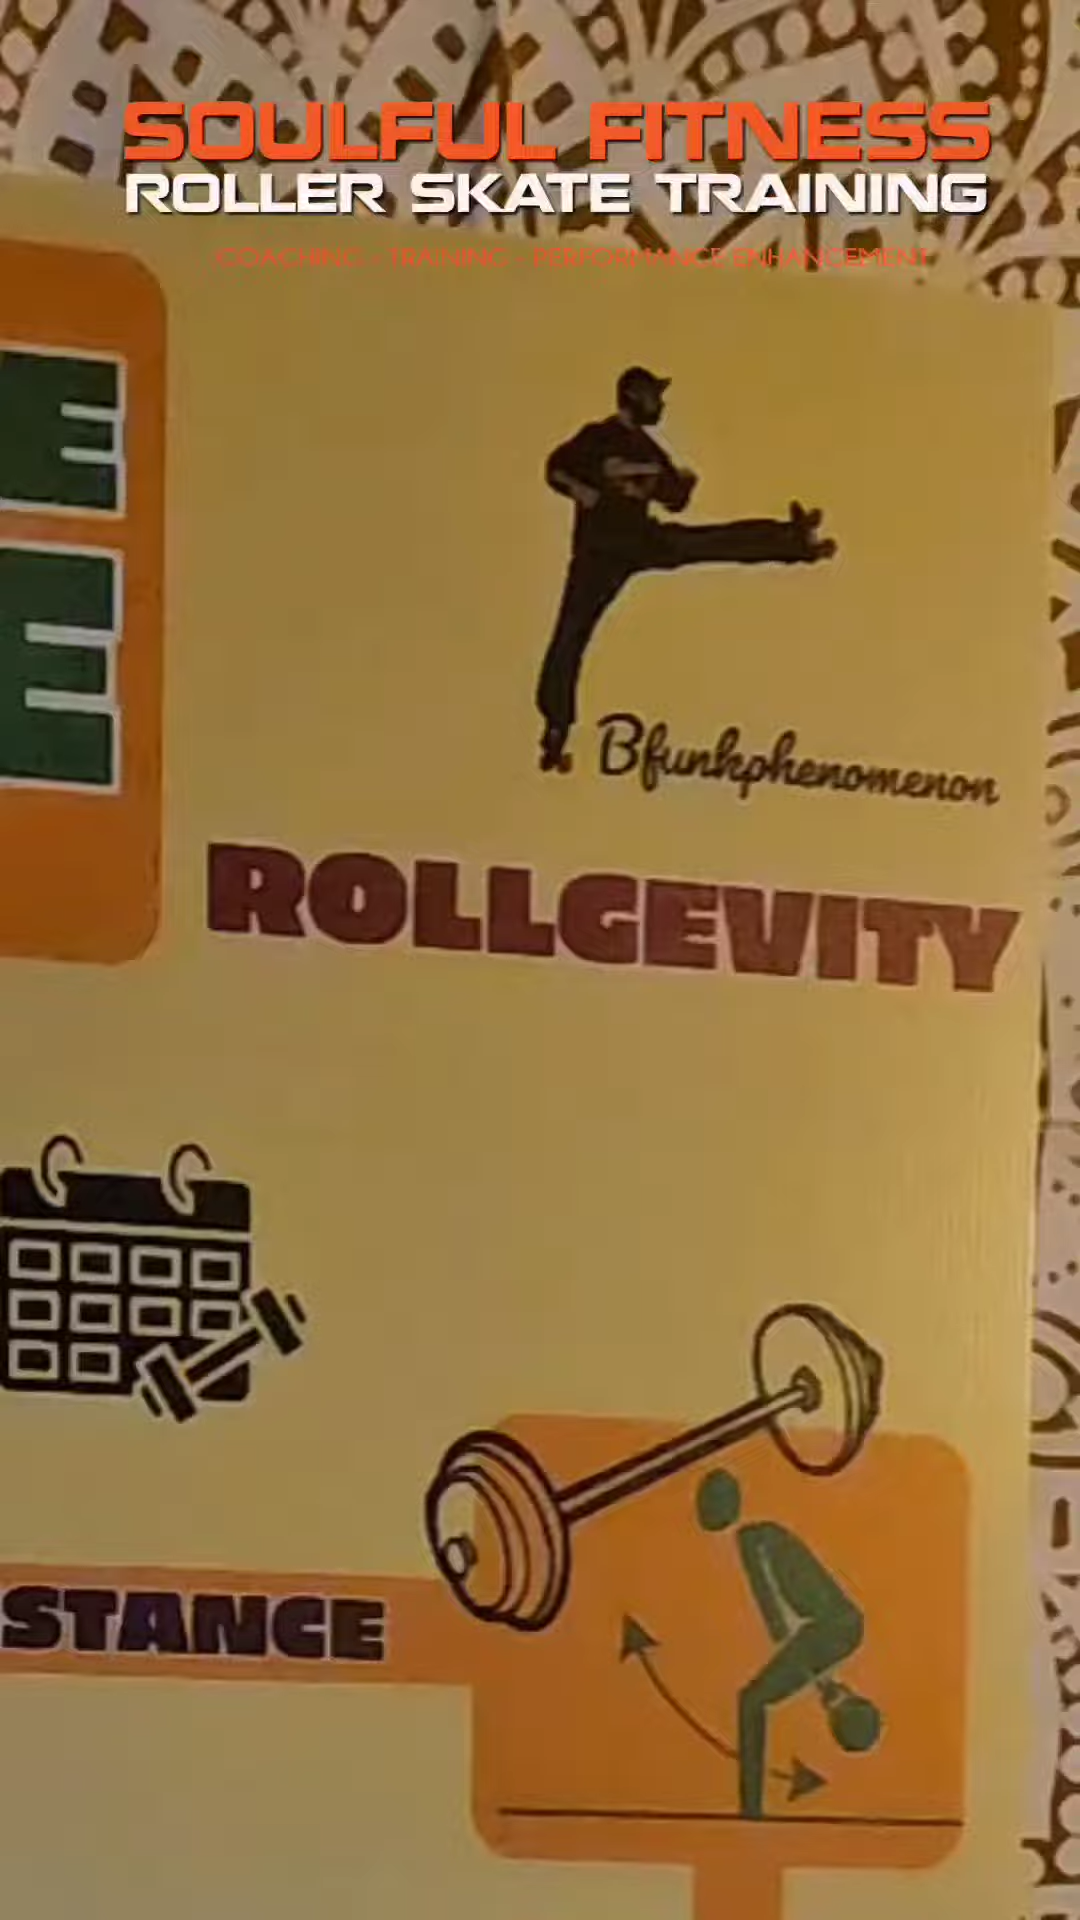 SOULFUL FITNESS
ROLLER SKATE TRAINING
COACHING - TRAINING - PERFORMANCE ENHANCEMENT
E
E
Bfunkphenomenon
ROLLGEVITY
STANCE